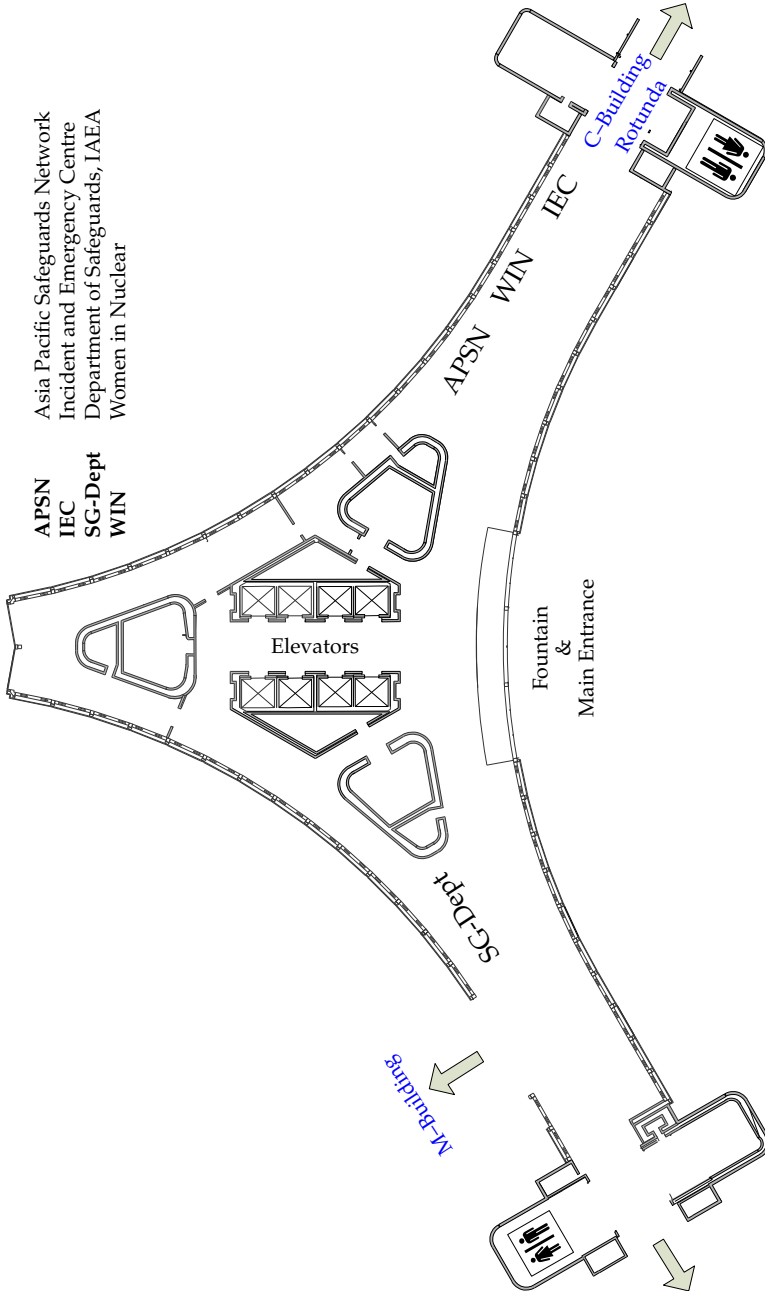 APSN Asia Pacific Safeguards Network
IEC Incident and Emergency Centre
SG-Dept Department of Safeguards, IAEA
WIN Women in Nuclear
C–Building
Rotunda
IEC
WIN
APSN
Elevators
Fountain
&
Main Entrance
SG-Dept
M–Building